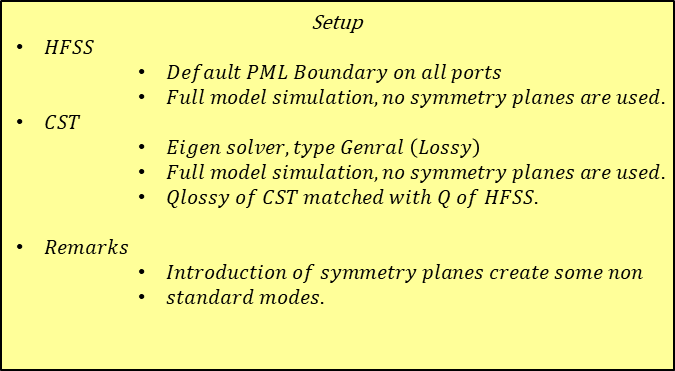 Setup
• HFSS
• Default PML Boundary on all ports
• Full model simulation, no symmetry planes are used.
• CST
• Eigen solver, type Genral (Lossy)
• Full model simulation, no symmetry planes are used.
• Qlossy of CST matched with Q of HFSS.
• Remarks
• Introduction of symmetry planes create some non
• standard modes.